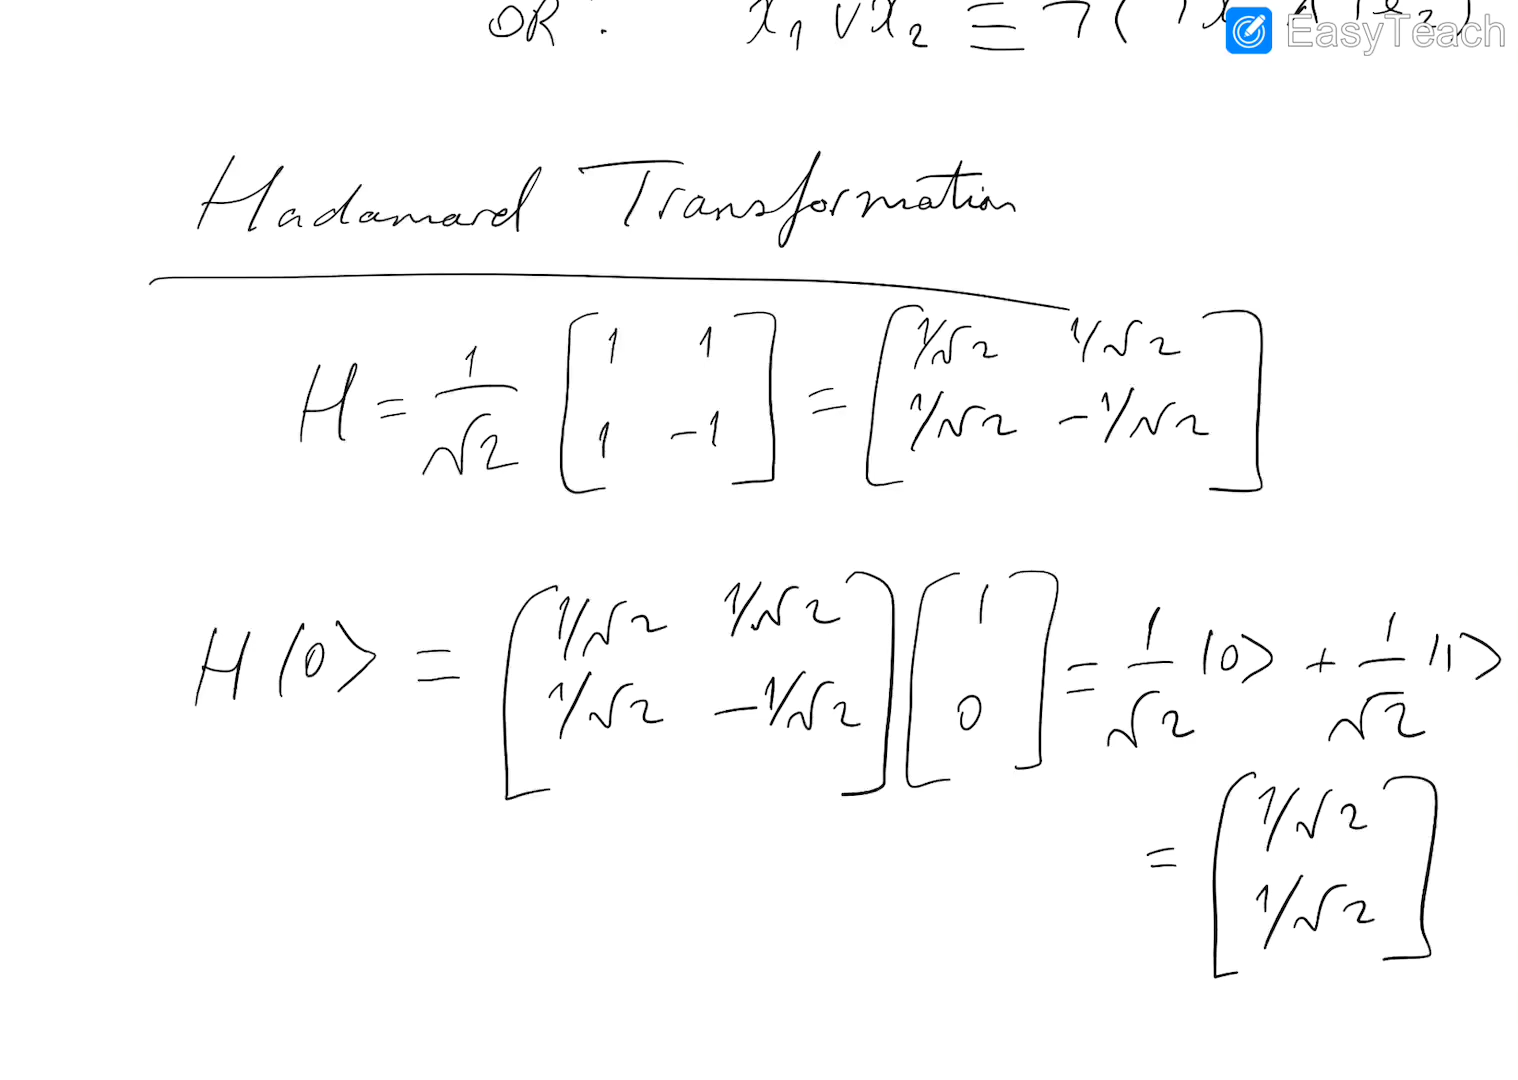 OR : x₁ ∨ x₂ ≡ ¬(¬x₁ ∧ ¬x₂)
EasyTeach
Hadamard Transformation
H = 1/√2 [1 1; 1 -1] = [1/√2 1/√2; 1/√2 -1/√2]
H|0> = [1/√2 1/√2; 1/√2 -1/√2] [1; 0] = 1/√2 |0> + 1/√2 |1>
= [1/√2; 1/√2]